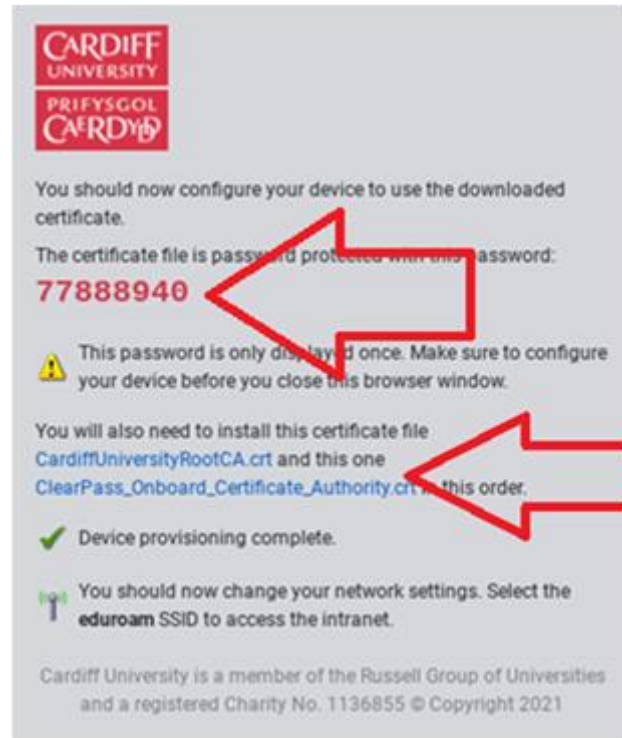 CARDIFF
UNIVERSITY
PRIFYSGOL
CAERDYDD
You should now configure your device to use the downloaded
certificate.
The certificate file is password protected with this password:
77888940
This password is only displayed once. Make sure to configure
your device before you close this browser window.
You will also need to install this certificate file
CardiffUniversityRootCA.crt and this one
ClearPass_Onboard_Certificate_Authority.crt in this order.
Device provisioning complete.
You should now change your network settings. Select the
eduroam SSID to access the intranet.
Cardiff University is a member of the Russell Group of Universities
and a registered Charity No. 1136855 © Copyright 2021